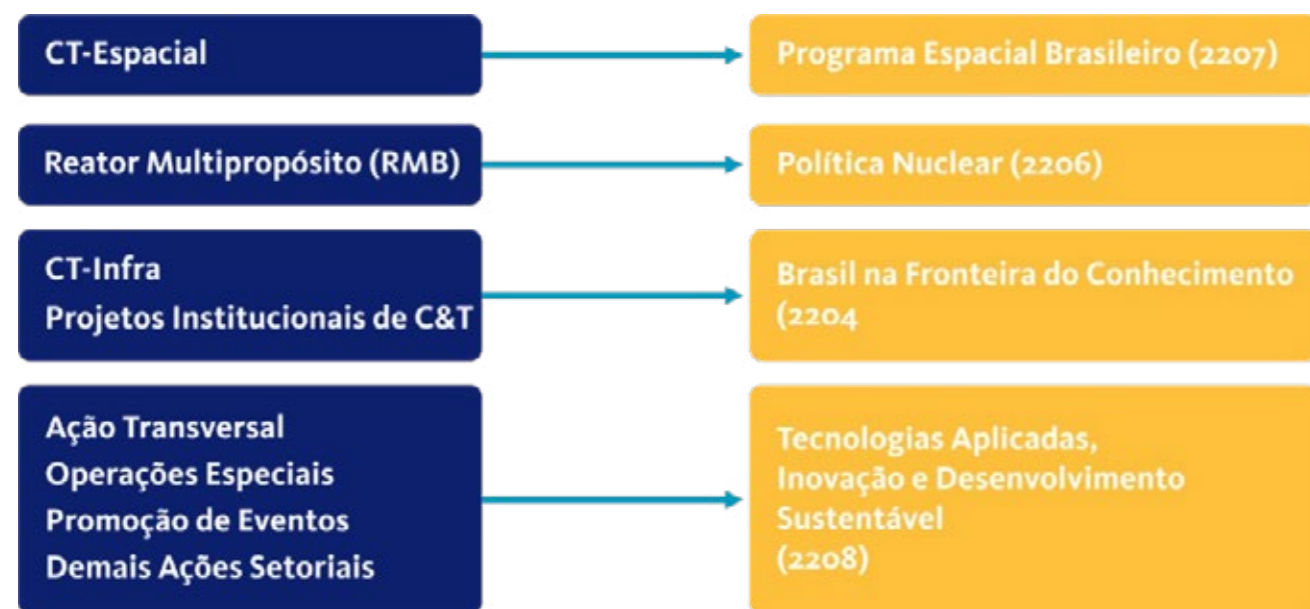 CT-Espacial
Programa Espacial Brasileiro (2207)
Reator Multipropósito (RMB)
Política Nuclear (2206)
CT-Infra
Projetos Institucionais de C&T
Brasil na Fronteira do Conhecimento
(2204
Ação Transversal
Operações Especiais
Promoção de Eventos
Demais Ações Setoriais
Tecnologias Aplicadas,
Inovação e Desenvolvimento
Sustentável
(2208)